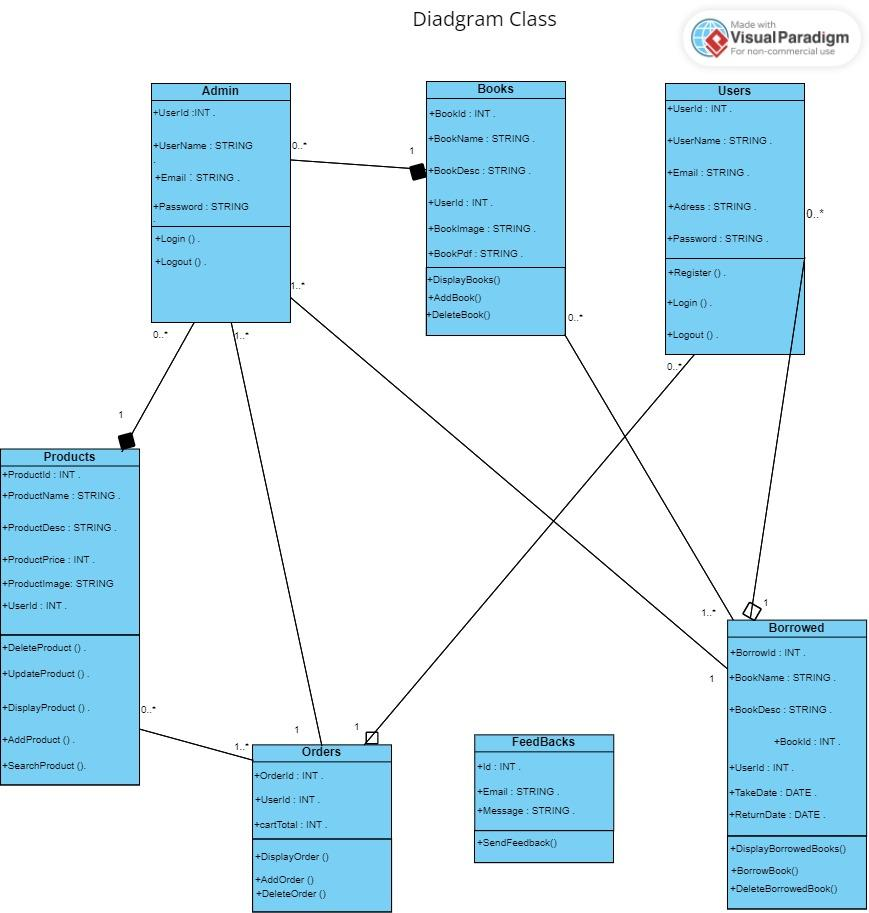 Diadgram Class
Made with
VisualParadigm
For non-commercial use
Admin
+UserId :INT .
+UserName : STRING
.
+Email : STRING .
+Password : STRING
.
+Login () .
+Logout () .
0..*
1
1..*
0..*
1..*
Books
+BookId : INT .
+BookName : STRING .
+BookDesc : STRING .
+UserId : INT .
+BookImage : STRING .
+BookPdf : STRING .
+DisplayBooks()
+AddBook()
+DeleteBook()
0..*
Users
+UserId : INT .
+UserName : STRING .
+Email : STRING .
+Adress : STRING .
+Password : STRING .
+Register () .
+Login () .
+Logout () .
0..*
0..*
1
Products
+ProductId : INT .
+ProductName : STRING .
+ProductDesc : STRING .
+ProductPrice : INT .
+ProductImage: STRING
+UserId : INT .
+DeleteProduct () .
+UpdateProduct () .
+DisplayProduct () .
+AddProduct () .
+SearchProduct ().
0..*
1..*
1
1
Orders
+OrderId : INT .
+UserId : INT .
+cartTotal : INT .
+DisplayOrder ()
+AddOrder ()
+DeleteOrder ()
FeedBacks
+Id : INT .
+Email : STRING .
+Message : STRING .
+SendFeedback()
1..*
1
1
Borrowed
+BorrowId : INT .
+BookName : STRING .
+BookDesc : STRING .
+BookId : INT .
+UserId : INT .
+TakeDate : DATE .
+ReturnDate : DATE .
+DisplayBorrowedBooks()
+BorrowBook()
+DeleteBorrowedBook()